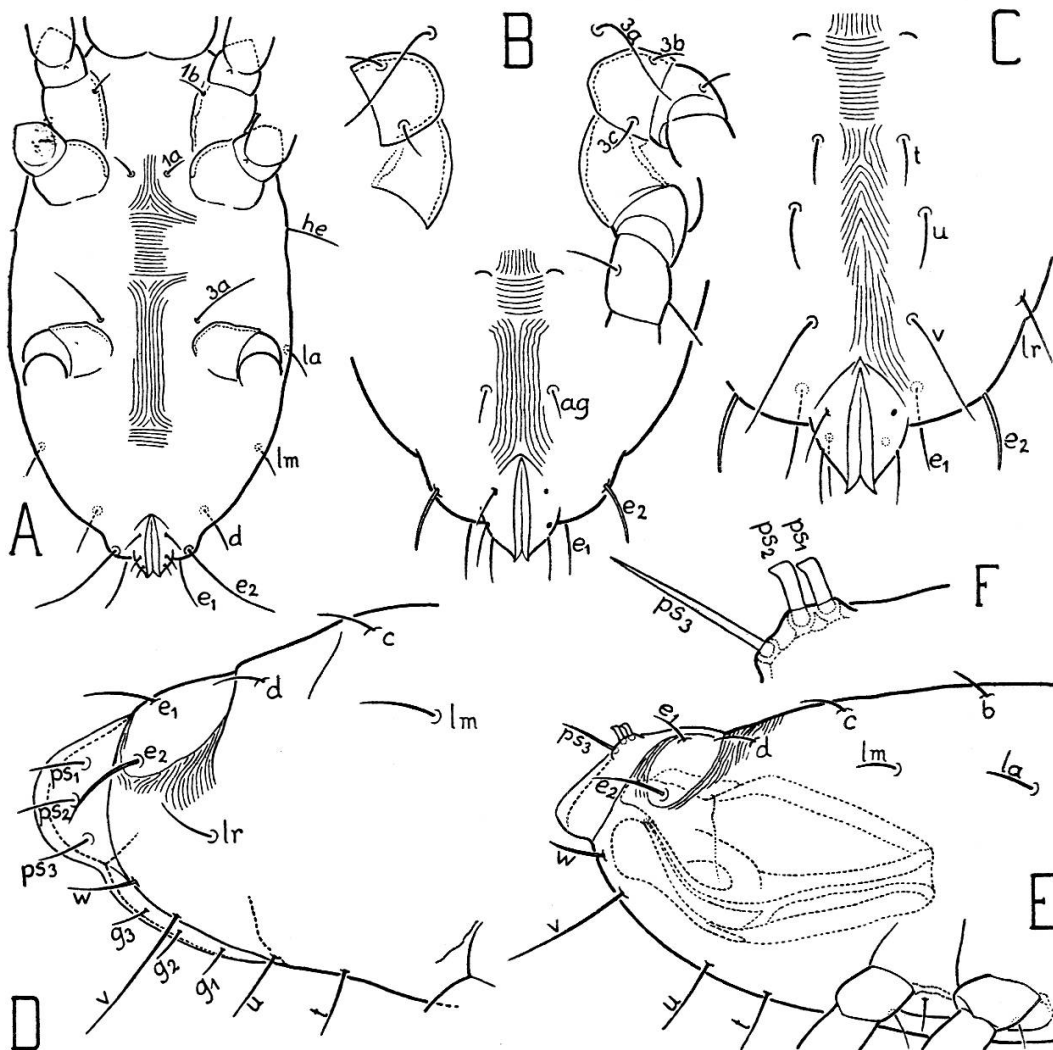 A
1b
1a
he
3a
la
lm
d
e1
e2
B
3a
3b
3c
ag
e2
e1
C
t
u
v
lr
e1
e2
D
c
d
e1
lm
e2
ps1
ps2
lr
ps3
w
g3
g2
g1
v
u
t
F
ps2
ps1
ps3
E
b
c
e1
d
ps3
lm
la
e2
w
v
u
t